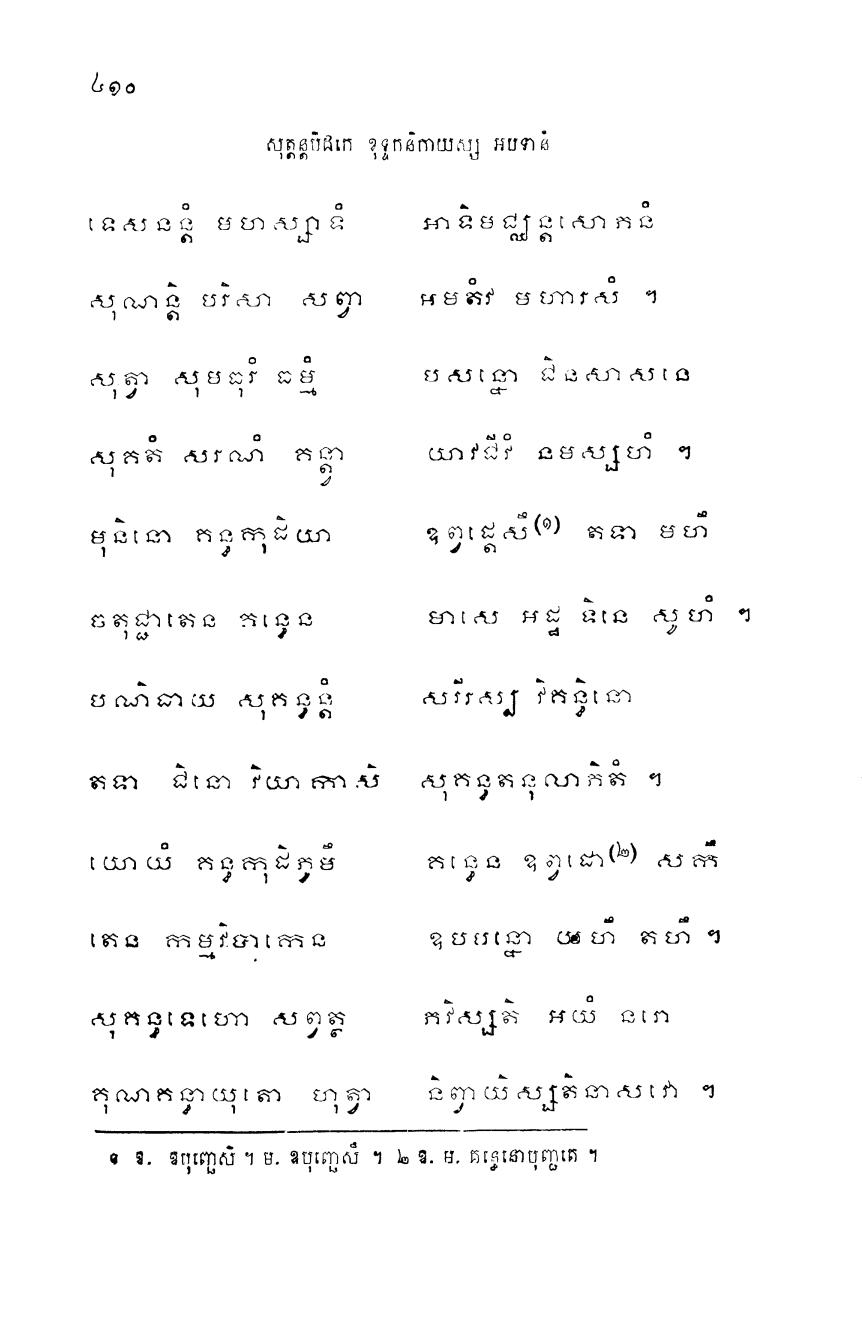 ៤១០
សុត្តន្តបិដកេ ខុទ្ទកនិកាយស្ស អបទានំ
ទេសនន្តំ មហស្សាទំ អាទិមជ្ឈន្តសោភនំ
សុណន្តិ បរិសា សព្វា អមតំវ មហារសំ ។
សុត្វា សុមធុរំ ធម្មំ បសន្នោ ជិនសាសនេ
សុគតំ សរណំ គន្ត្វា យាវជីវំ នមស្សហំ ។
មុនិនោ គន្ធកុដិយា ឧព្វដ្តេសឹ(១) តទា មហឹ
ចតុជ្ជាតេន គន្ធេន មាសេ អដ្ឋ ទិនេ សូហំ ។
បណិធាយ សុគន្ធន្តំ សរីរស្ស វិគន្ធិនោ
តទា ជិនោ វិយាកាសិ សុគន្ធតនុលាភិតំ ។
យោយំ គន្ធកុដិភូមឹ គន្ធេន ឧព្វដោ(២) សកឹ
តេន កម្មវិបាកេន ឧបបន្នោ យហឹ តហឹ ។
សុគន្ធទេហោ សព្វត្ថ ភវិស្សតិ អយំ នរោ
គុណគន្ធាយុតោ ហុត្វា និព្វាយិស្សតិនាសវោ ។
១ ឱ. ឧបុញ្ឆេសិ ។ ម. ឧបុញ្ឆេសឹ ។ ២ ឱ. ម. គន្ធេនោបុញ្ឆតេ ។